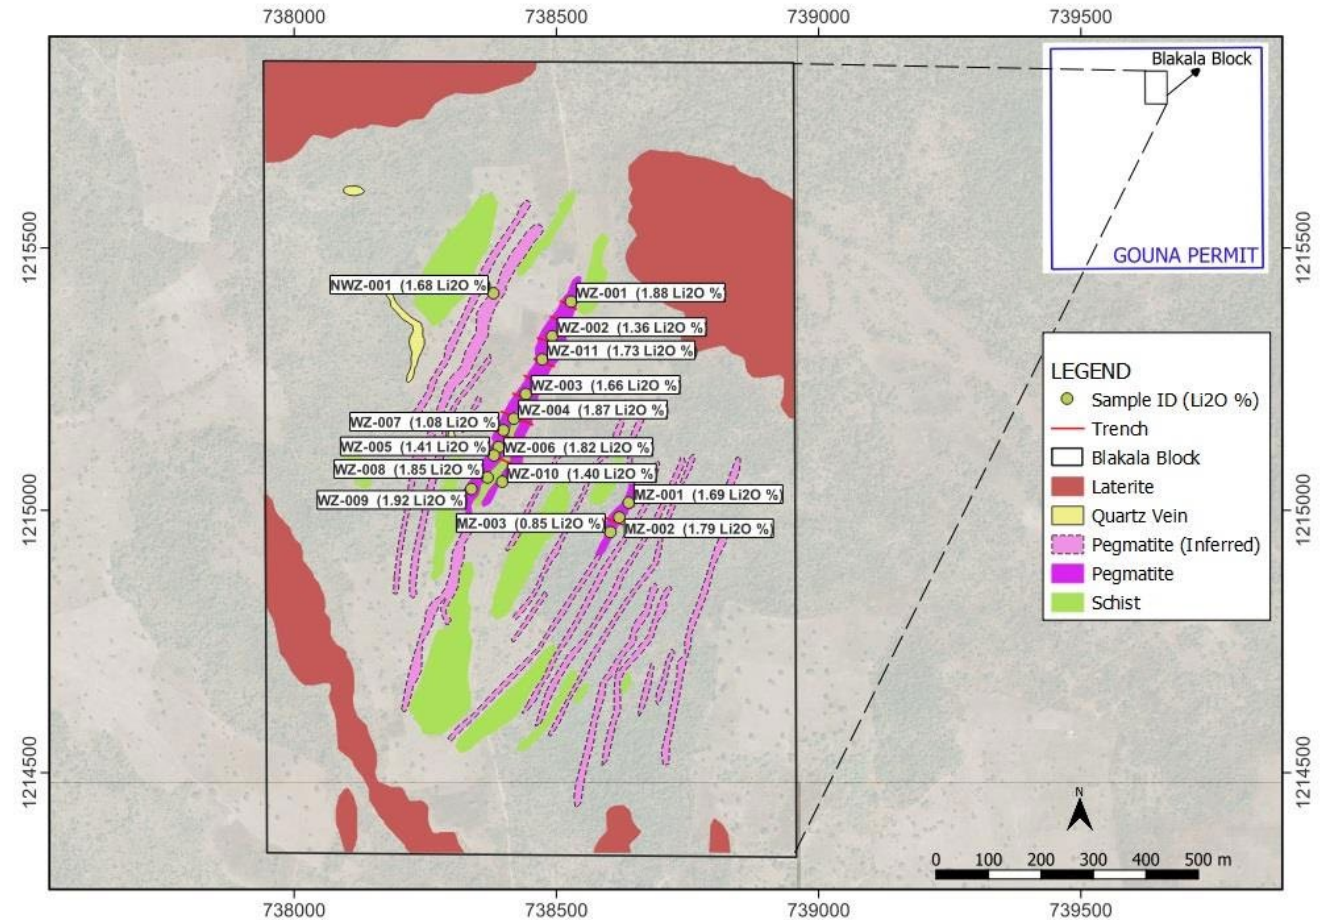 738000
738500
739000
739500
Blakala Block
GOUNA PERMIT
1215500
1215500
NWZ-001 (1.68 Li2O %)
WZ-001 (1.88 Li2O %)
WZ-002 (1.36 Li2O %)
WZ-011 (1.73 Li2O %)
WZ-003 (1.66 Li2O %)
WZ-004 (1.87 Li2O %)
WZ-007 (1.08 Li2O %)
WZ-005 (1.41 Li2O %)
WZ-006 (1.82 Li2O %)
WZ-008 (1.85 Li2O %)
WZ-010 (1.40 Li2O %)
WZ-009 (1.92 Li2O %)
MZ-001 (1.69 Li2O %)
MZ-003 (0.85 Li2O %)
MZ-002 (1.79 Li2O %)
LEGEND
Sample ID (Li2O %)
Trench
Blakala Block
Laterite
Quartz Vein
Pegmatite (Inferred)
Pegmatite
Schist
1215000
1215000
1214500
1214500
N
0 100 200 300 400 500 m
738000
738500
739000
739500